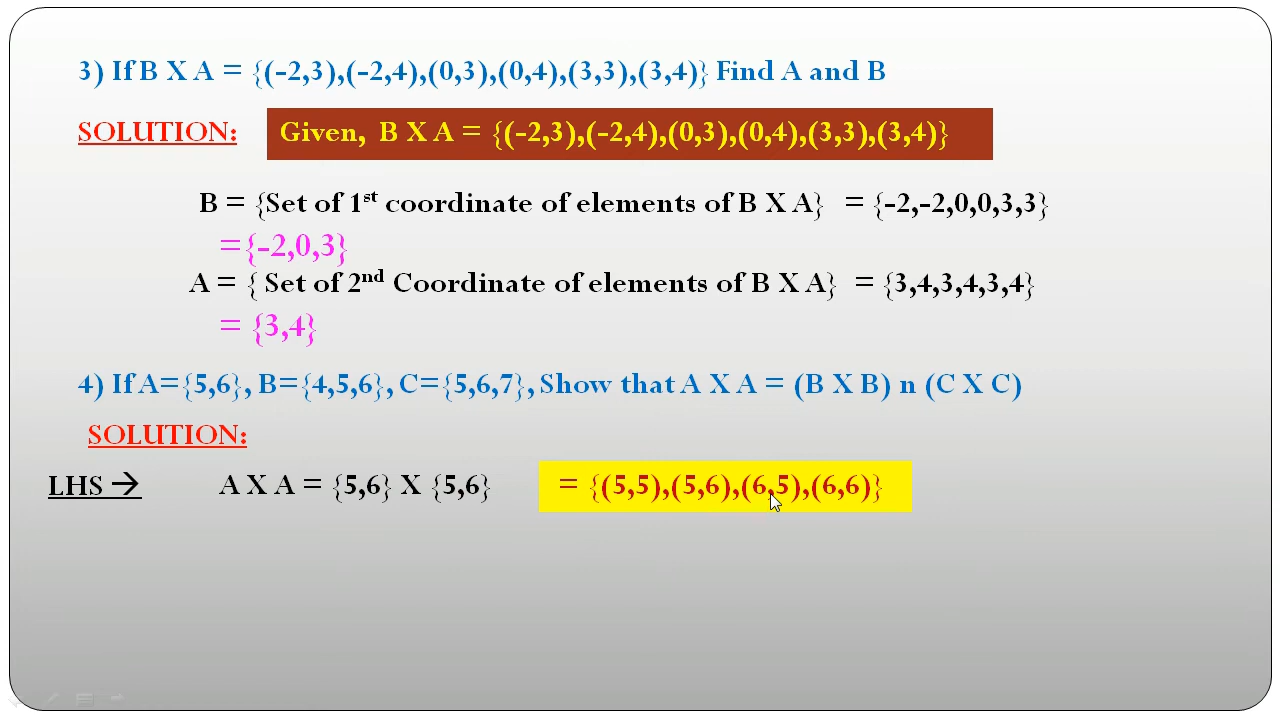 3) If B X A = {(-2,3),(-2,4),(0,3),(0,4),(3,3),(3,4)} Find A and B
SOLUTION: Given, B X A = {(-2,3),(-2,4),(0,3),(0,4),(3,3),(3,4)}
B = {Set of 1st coordinate of elements of B X A} = {-2,-2,0,0,3,3}
={-2,0,3}
A = { Set of 2nd Coordinate of elements of B X A} = {3,4,3,4,3,4}
= {3,4}
4) If A={5,6}, B={4,5,6}, C={5,6,7}, Show that A X A = (B X B) n (C X C)
SOLUTION:
LHS → A X A = {5,6} X {5,6} = {(5,5),(5,6),(6,5),(6,6)}